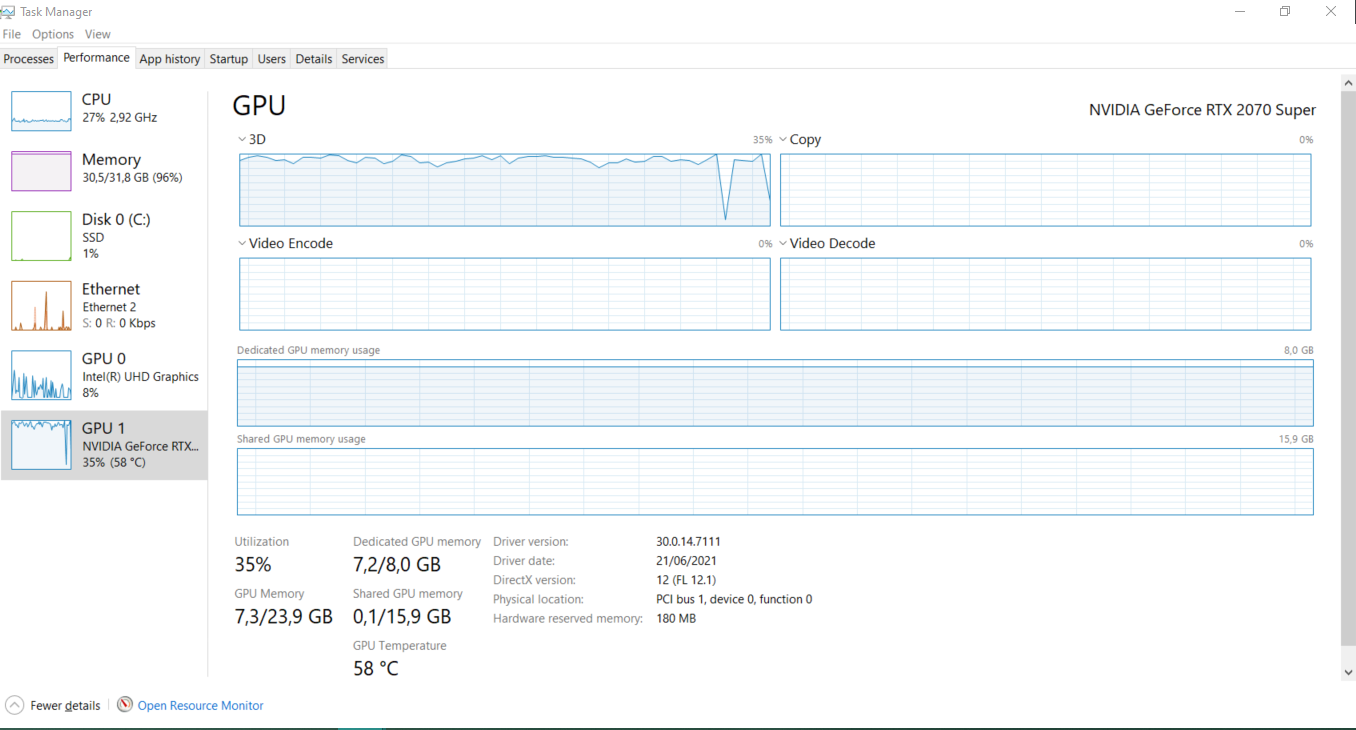 Task Manager
File Options View
Processes Performance App history Startup Users Details Services
CPU
27% 2,92 GHz
Memory
30,5/31,8 GB (96%)
Disk 0 (C:)
SSD
1%
Ethernet
Ethernet 2
S: 0 R: 0 Kbps
GPU 0
Intel(R) UHD Graphics
8%
GPU 1
NVIDIA GeForce RTX...
35% (58 °C)
GPU NVIDIA GeForce RTX 2070 Super
3D 35% Copy 0%
Video Encode 0% Video Decode 0%
Dedicated GPU memory usage 8,0 GB
Shared GPU memory usage 15,9 GB
Utilization
35%
GPU Memory
7,3/23,9 GB
Dedicated GPU memory
7,2/8,0 GB
Shared GPU memory
0,1/15,9 GB
GPU Temperature
58 °C
Driver version: 30.0.14.7111
Driver date: 21/06/2021
DirectX version: 12 (FL 12.1)
Physical location: PCI bus 1, device 0, function 0
Hardware reserved memory: 180 MB
Fewer details Open Resource Monitor